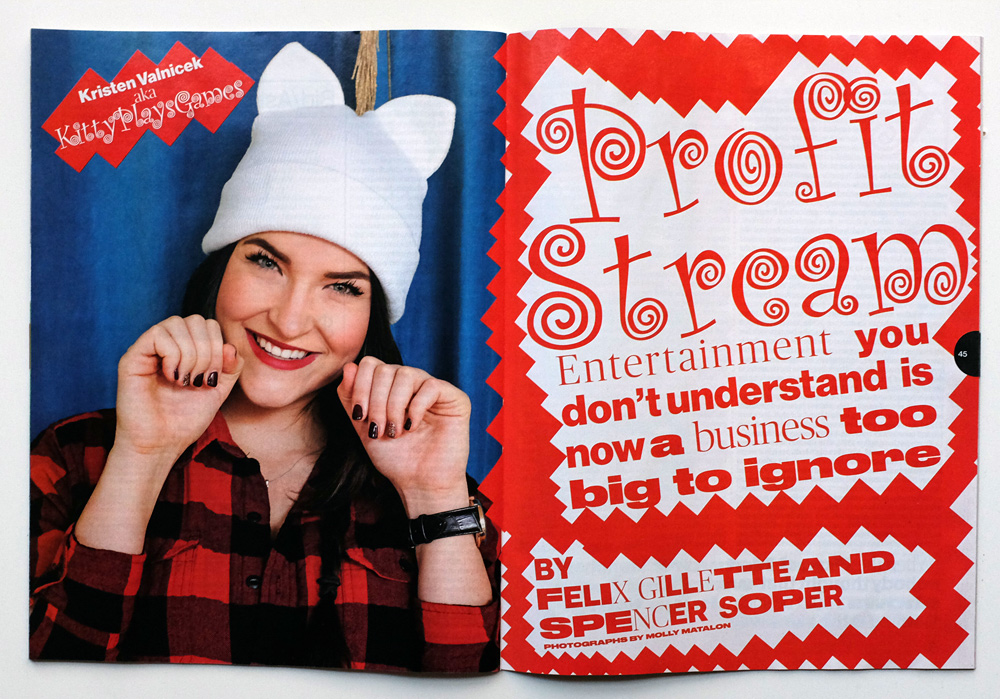 Kristen Valnicek
aka
KittyPlaysGames
Profit
Stream
Entertainment you
don't understand is
now a business too
big to ignore
45
BY
FELIX GILLETTE AND
SPENCER SOPER
PHOTOGRAPHS BY MOLLY MATALON